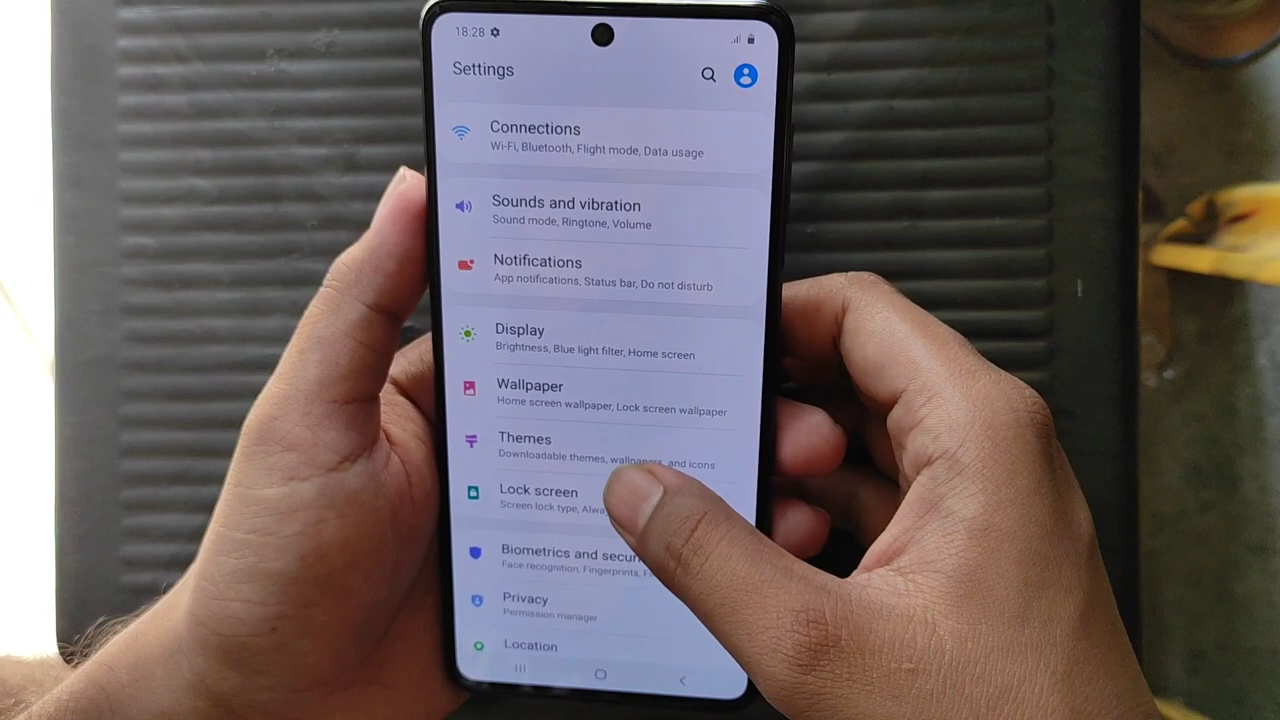 18:28
Settings
Connections
Wi-Fi, Bluetooth, Flight mode, Data usage
Sounds and vibration
Sound mode, Ringtone, Volume
Notifications
App notifications, Status bar, Do not disturb
Display
Brightness, Blue light filter, Home screen
Wallpaper
Home screen wallpaper, Lock screen wallpaper
Themes
Downloadable themes, wallpapers, and icons
Lock screen
Screen lock type,
Biometrics and
Face recognition, Fingerprints,
Privacy
Permission manager
Location